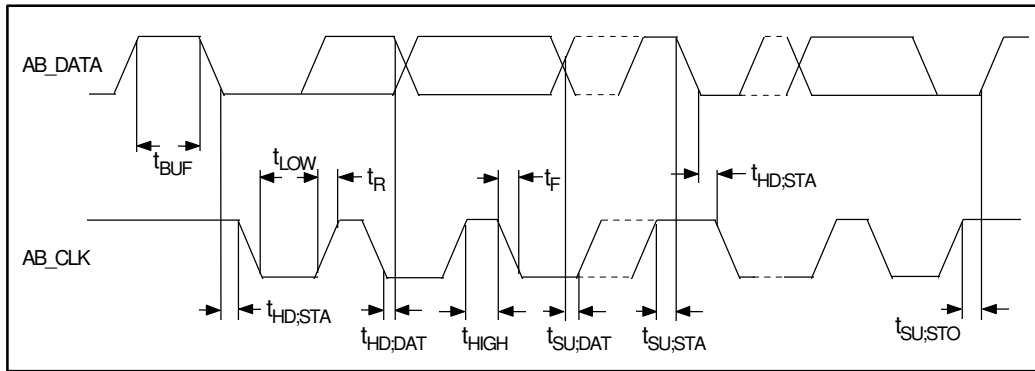 AB_DATA
tBUF
tLOW
tR
tF
tHD;STA
AB_CLK
tHD;STA
tHD;DAT
tHIGH
tSU;DAT
tSU;STA
tSU;STO